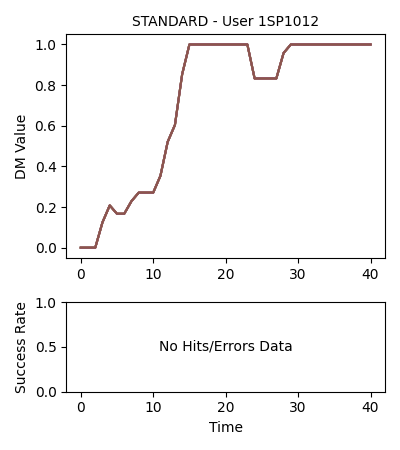 STANDARD - User 1SP1012
1.0
0.8
0.6
0.4
0.2
0.0
DM Value
0 10 20 30 40
1.0
0.5
0.0
Success Rate
No Hits/Errors Data
0 10 20 30 40
Time